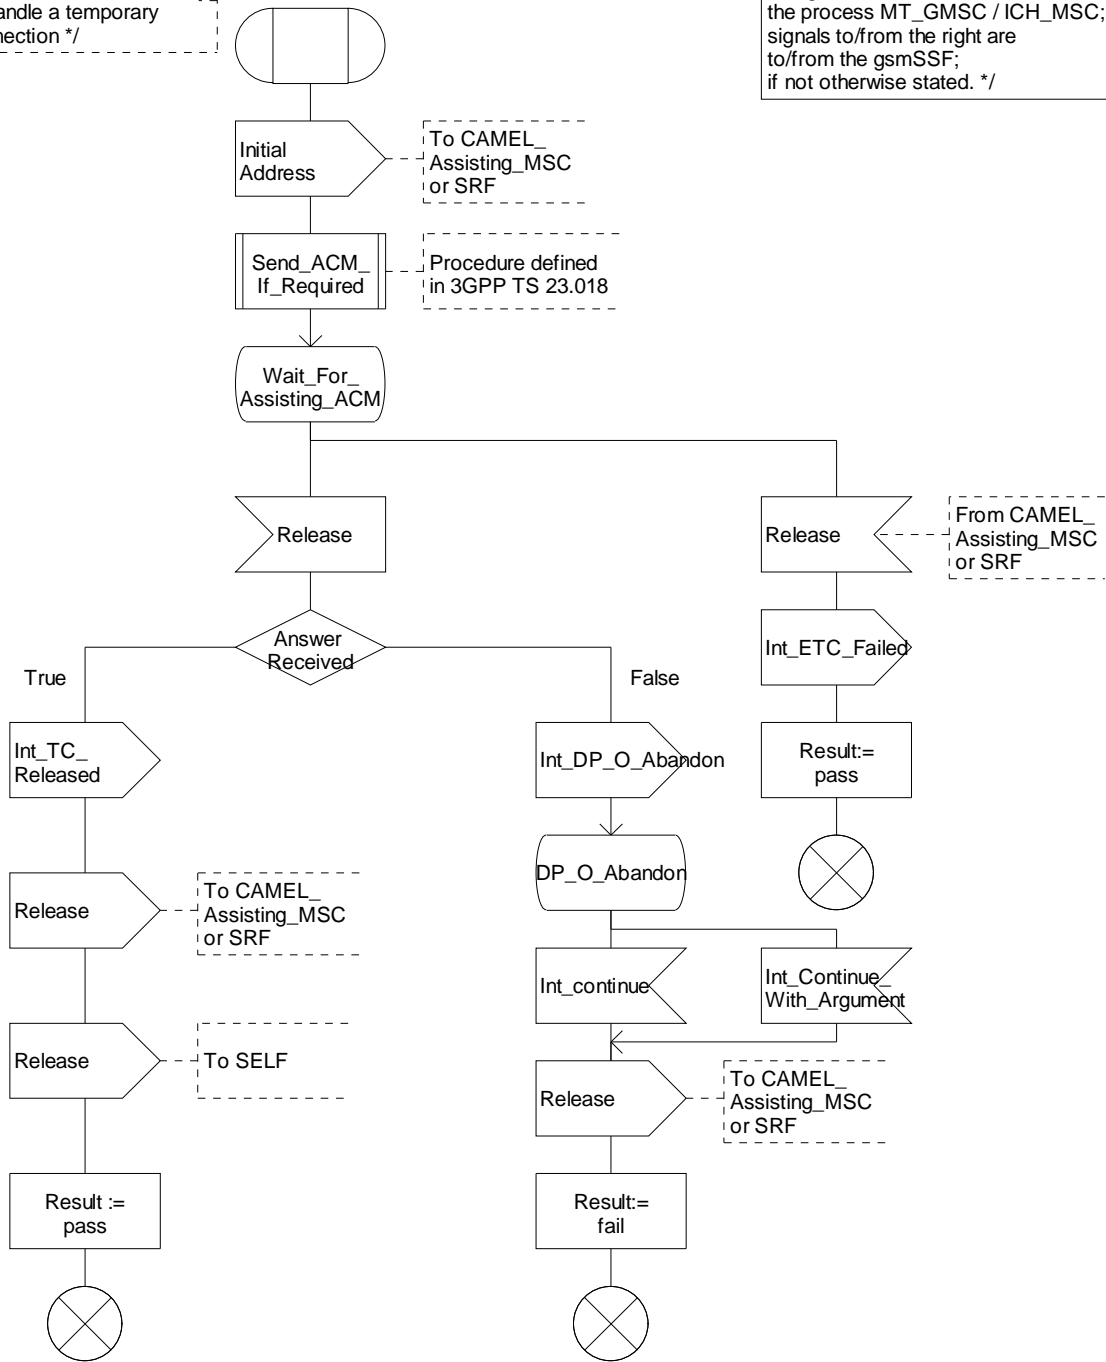 handle a temporary
nection */
the process MT_GMSC / ICH_MSC;
signals to/from the right are
to/from the gsmSSF;
if not otherwise stated. */
Initial
Address
To CAMEL_
Assisting_MSC
or SRF
Send_ACM_
If_Required
Procedure defined
in 3GPP TS 23.018
Wait_For_
Assisting_ACM
Release
Release
From CAMEL_
Assisting_MSC
or SRF
Answer
Received
Int_ETC_Failed
True
False
Int_TC_
Released
Int_DP_O_Abandon
Result:=
pass
DP_O_Abandon
Release
To CAMEL_
Assisting_MSC
or SRF
Int_continue
Int_Continue_
With_Argument
Release
To SELF
Release
To CAMEL_
Assisting_MSC
or SRF
Result :=
pass
Result:=
fail